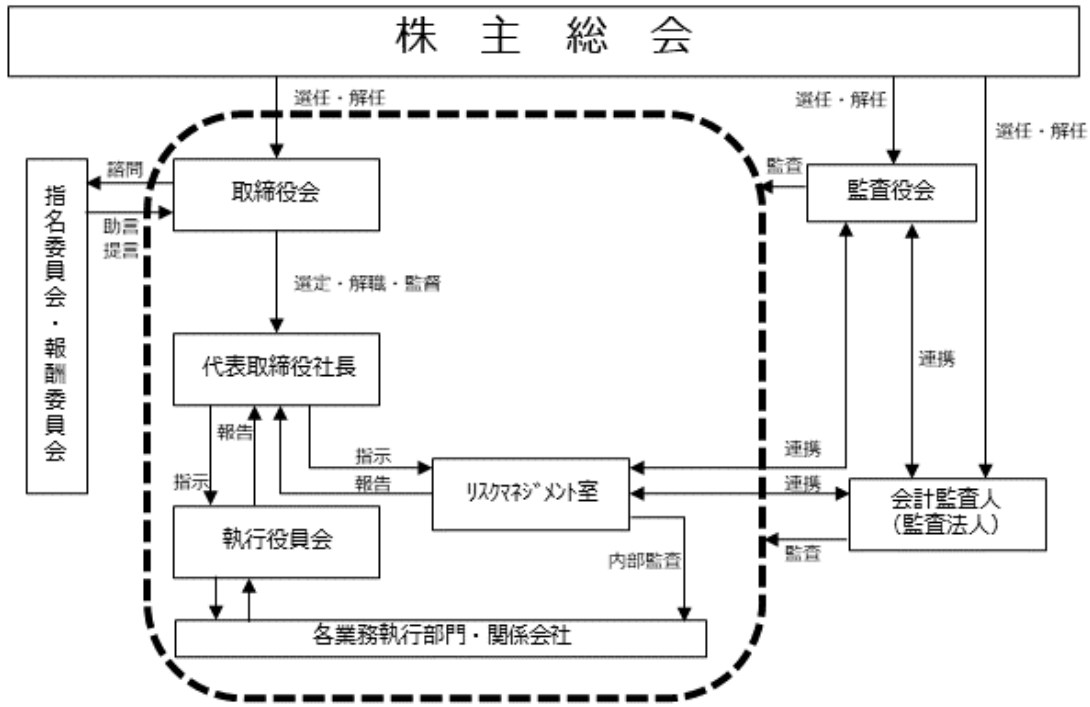 株 主 総 会
選任・解任
選任・解任
選任・解任
諮問
取締役会
監査
監査役会
助言
提言
指名委員会・報酬委員会
選定・解職・監督
代表取締役社長
連携
報告
指示
連携
指示
報告
リスクマネジメント室
連携
会計監査人
（監査法人）
執行役員会
監査
内部監査
各業務執行部門・関係会社